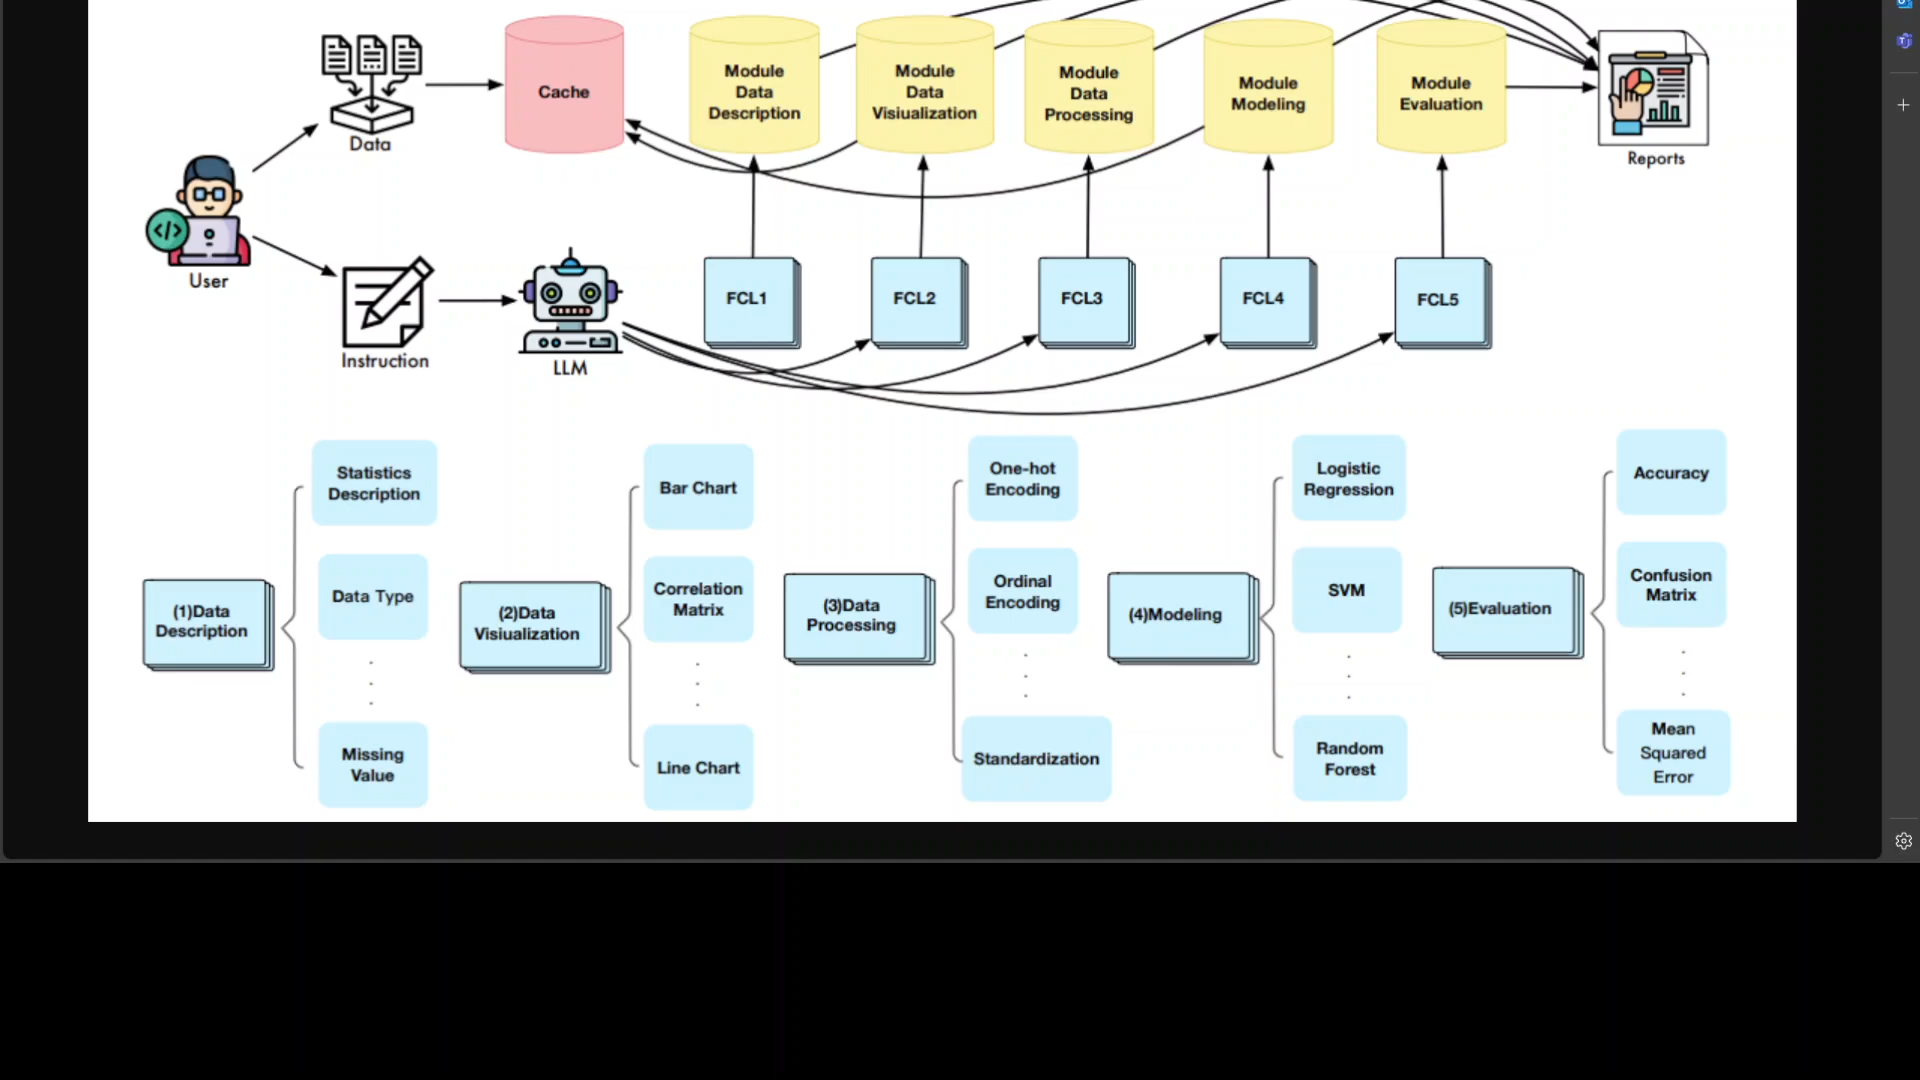 Cache
Module
Data
Description
Module
Data
Visiualization
Module
Data
Processing
Module
Modeling
Module
Evaluation
Data
Reports
</>
User
FCL1
FCL2
FCL3
FCL4
FCL5
Instruction
LLM
Statistics
Description
Bar Chart
One-hot
Encoding
Logistic
Regression
Accuracy
Data Type
Correlation
Matrix
Ordinal
Encoding
SVM
Confusion
Matrix
(1)Data
Description
(2)Data
Visiualization
(3)Data
Processing
(4)Modeling
(5)Evaluation
Missing
Value
Line Chart
Standardization
Random
Forest
Mean
Squared
Error